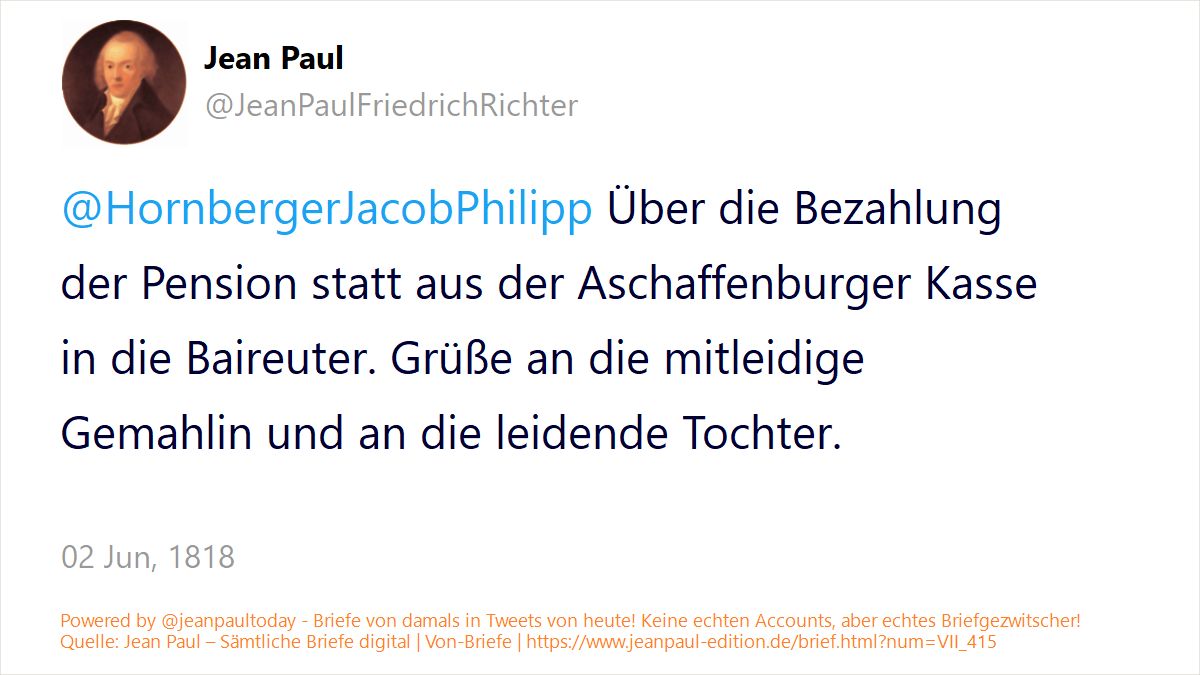 Jean Paul
@JeanPaulFriedrichRichter
@HornbergerJacobPhilipp Über die Bezahlung
der Pension statt aus der Aschaffenburger Kasse
in die Baireuter. Grüße an die mitleidige
Gemahlin und an die leidende Tochter.
02 Jun, 1818
Powered by @jeanpaultoday - Briefe von damals in Tweets von heute! Keine echten Accounts, aber echtes Briefgezwitscher!
Quelle: Jean Paul – Sämtliche Briefe digital | Von-Briefe | https://www.jeanpaul-edition.de/brief.html?num=VII_415